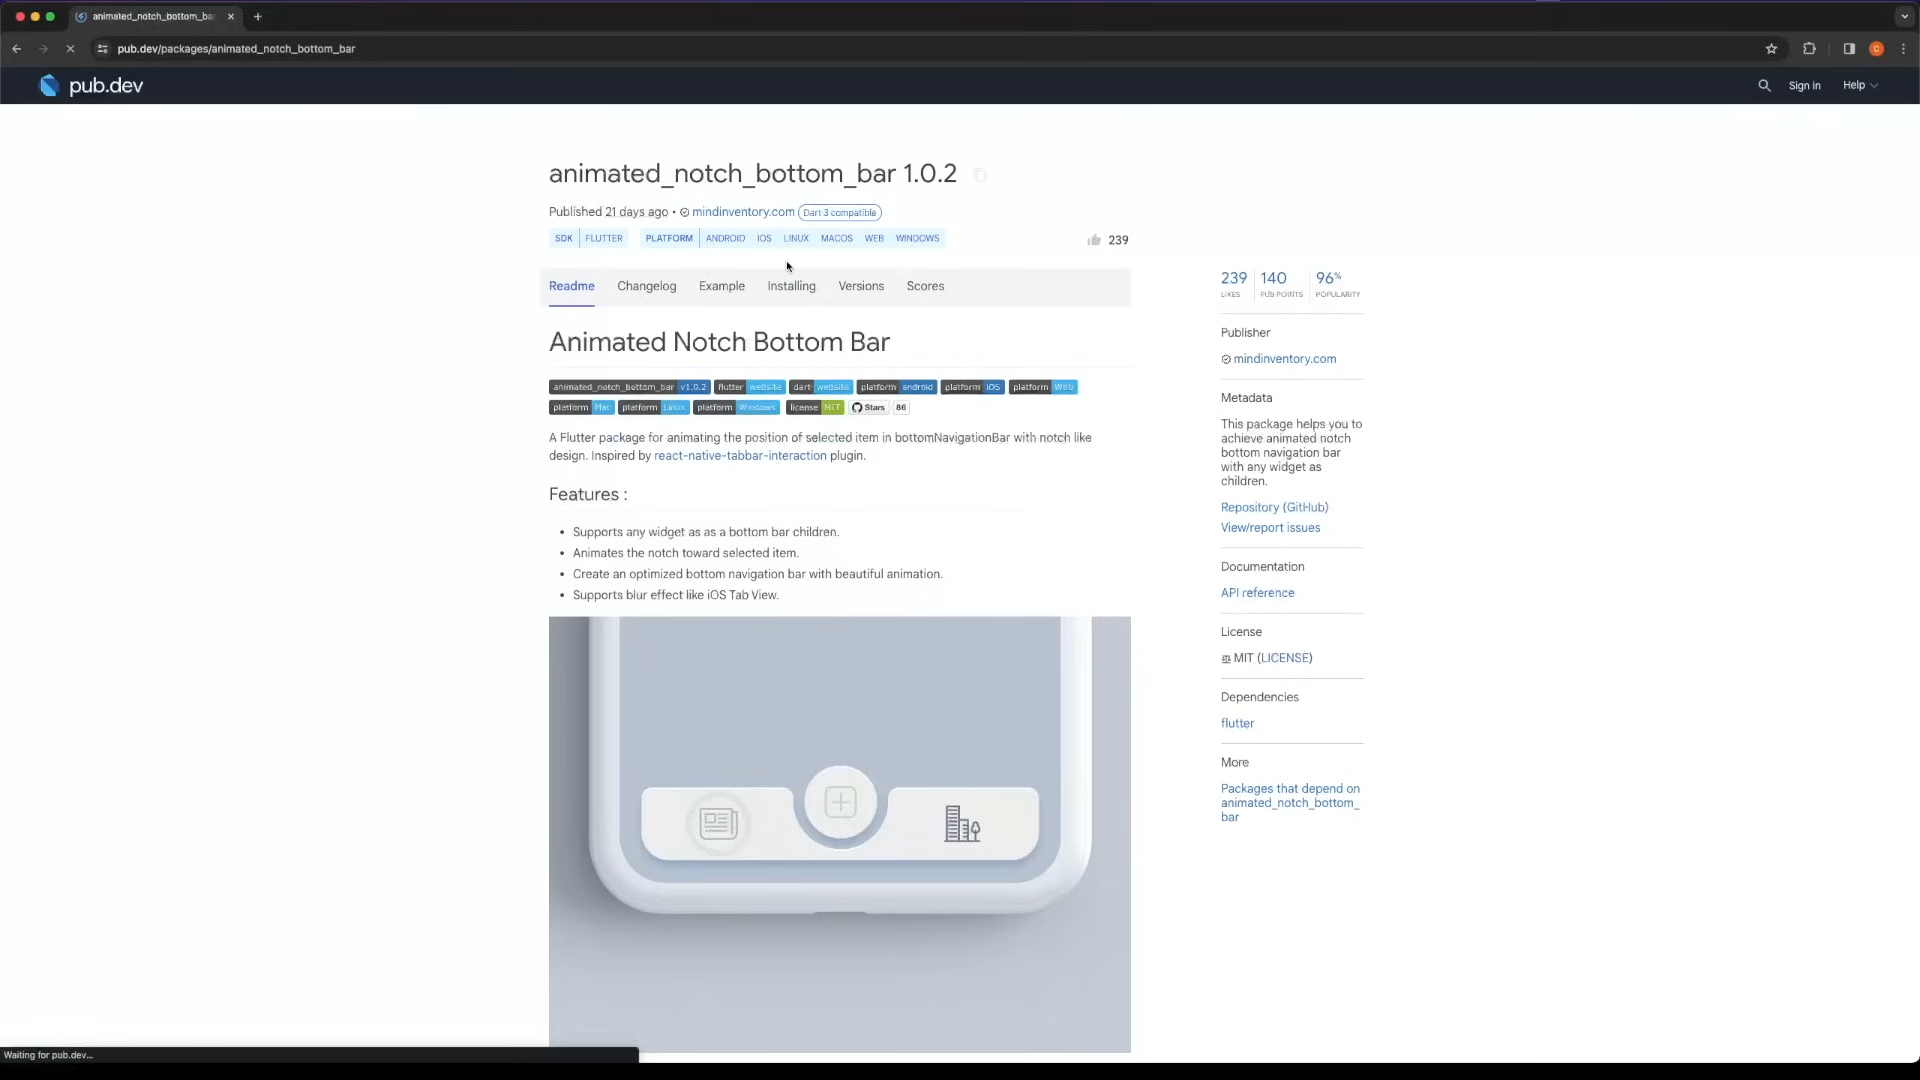 animated_notch_bottom_ba
pub.dev/packages/animated_notch_bottom_bar
C
pub.dev
Sign in
Help
animated_notch_bottom_bar 1.0.2
Published 21 days ago • mindinventory.com Dart 3 compatible
SDK FLUTTER PLATFORM ANDROID IOS LINUX MACOS WEB WINDOWS
239
Readme Changelog Example Installing Versions Scores
Animated Notch Bottom Bar
animated_notch_bottom_bar v1.0.2 flutter website dart website platform android platform iOS platform Web
platform Mac platform Linux platform Windows license MIT Stars 86
A Flutter package for animating the position of selected item in bottomNavigationBar with notch like
design. Inspired by react-native-tabbar-interaction plugin.
Features :
• Supports any widget as as a bottom bar children.
• Animates the notch toward selected item.
• Create an optimized bottom navigation bar with beautiful animation.
• Supports blur effect like iOS Tab View.
239 140 96%
LIKES PUB POINTS POPULARITY
Publisher
mindinventory.com
Metadata
This package helps you to
achieve animated notch
bottom navigation bar
with any widget as
children.
Repository (GitHub)
View/report issues
Documentation
API reference
License
MIT (LICENSE)
Dependencies
flutter
More
Packages that depend on
animated_notch_bottom_
bar
Waiting for pub.dev...